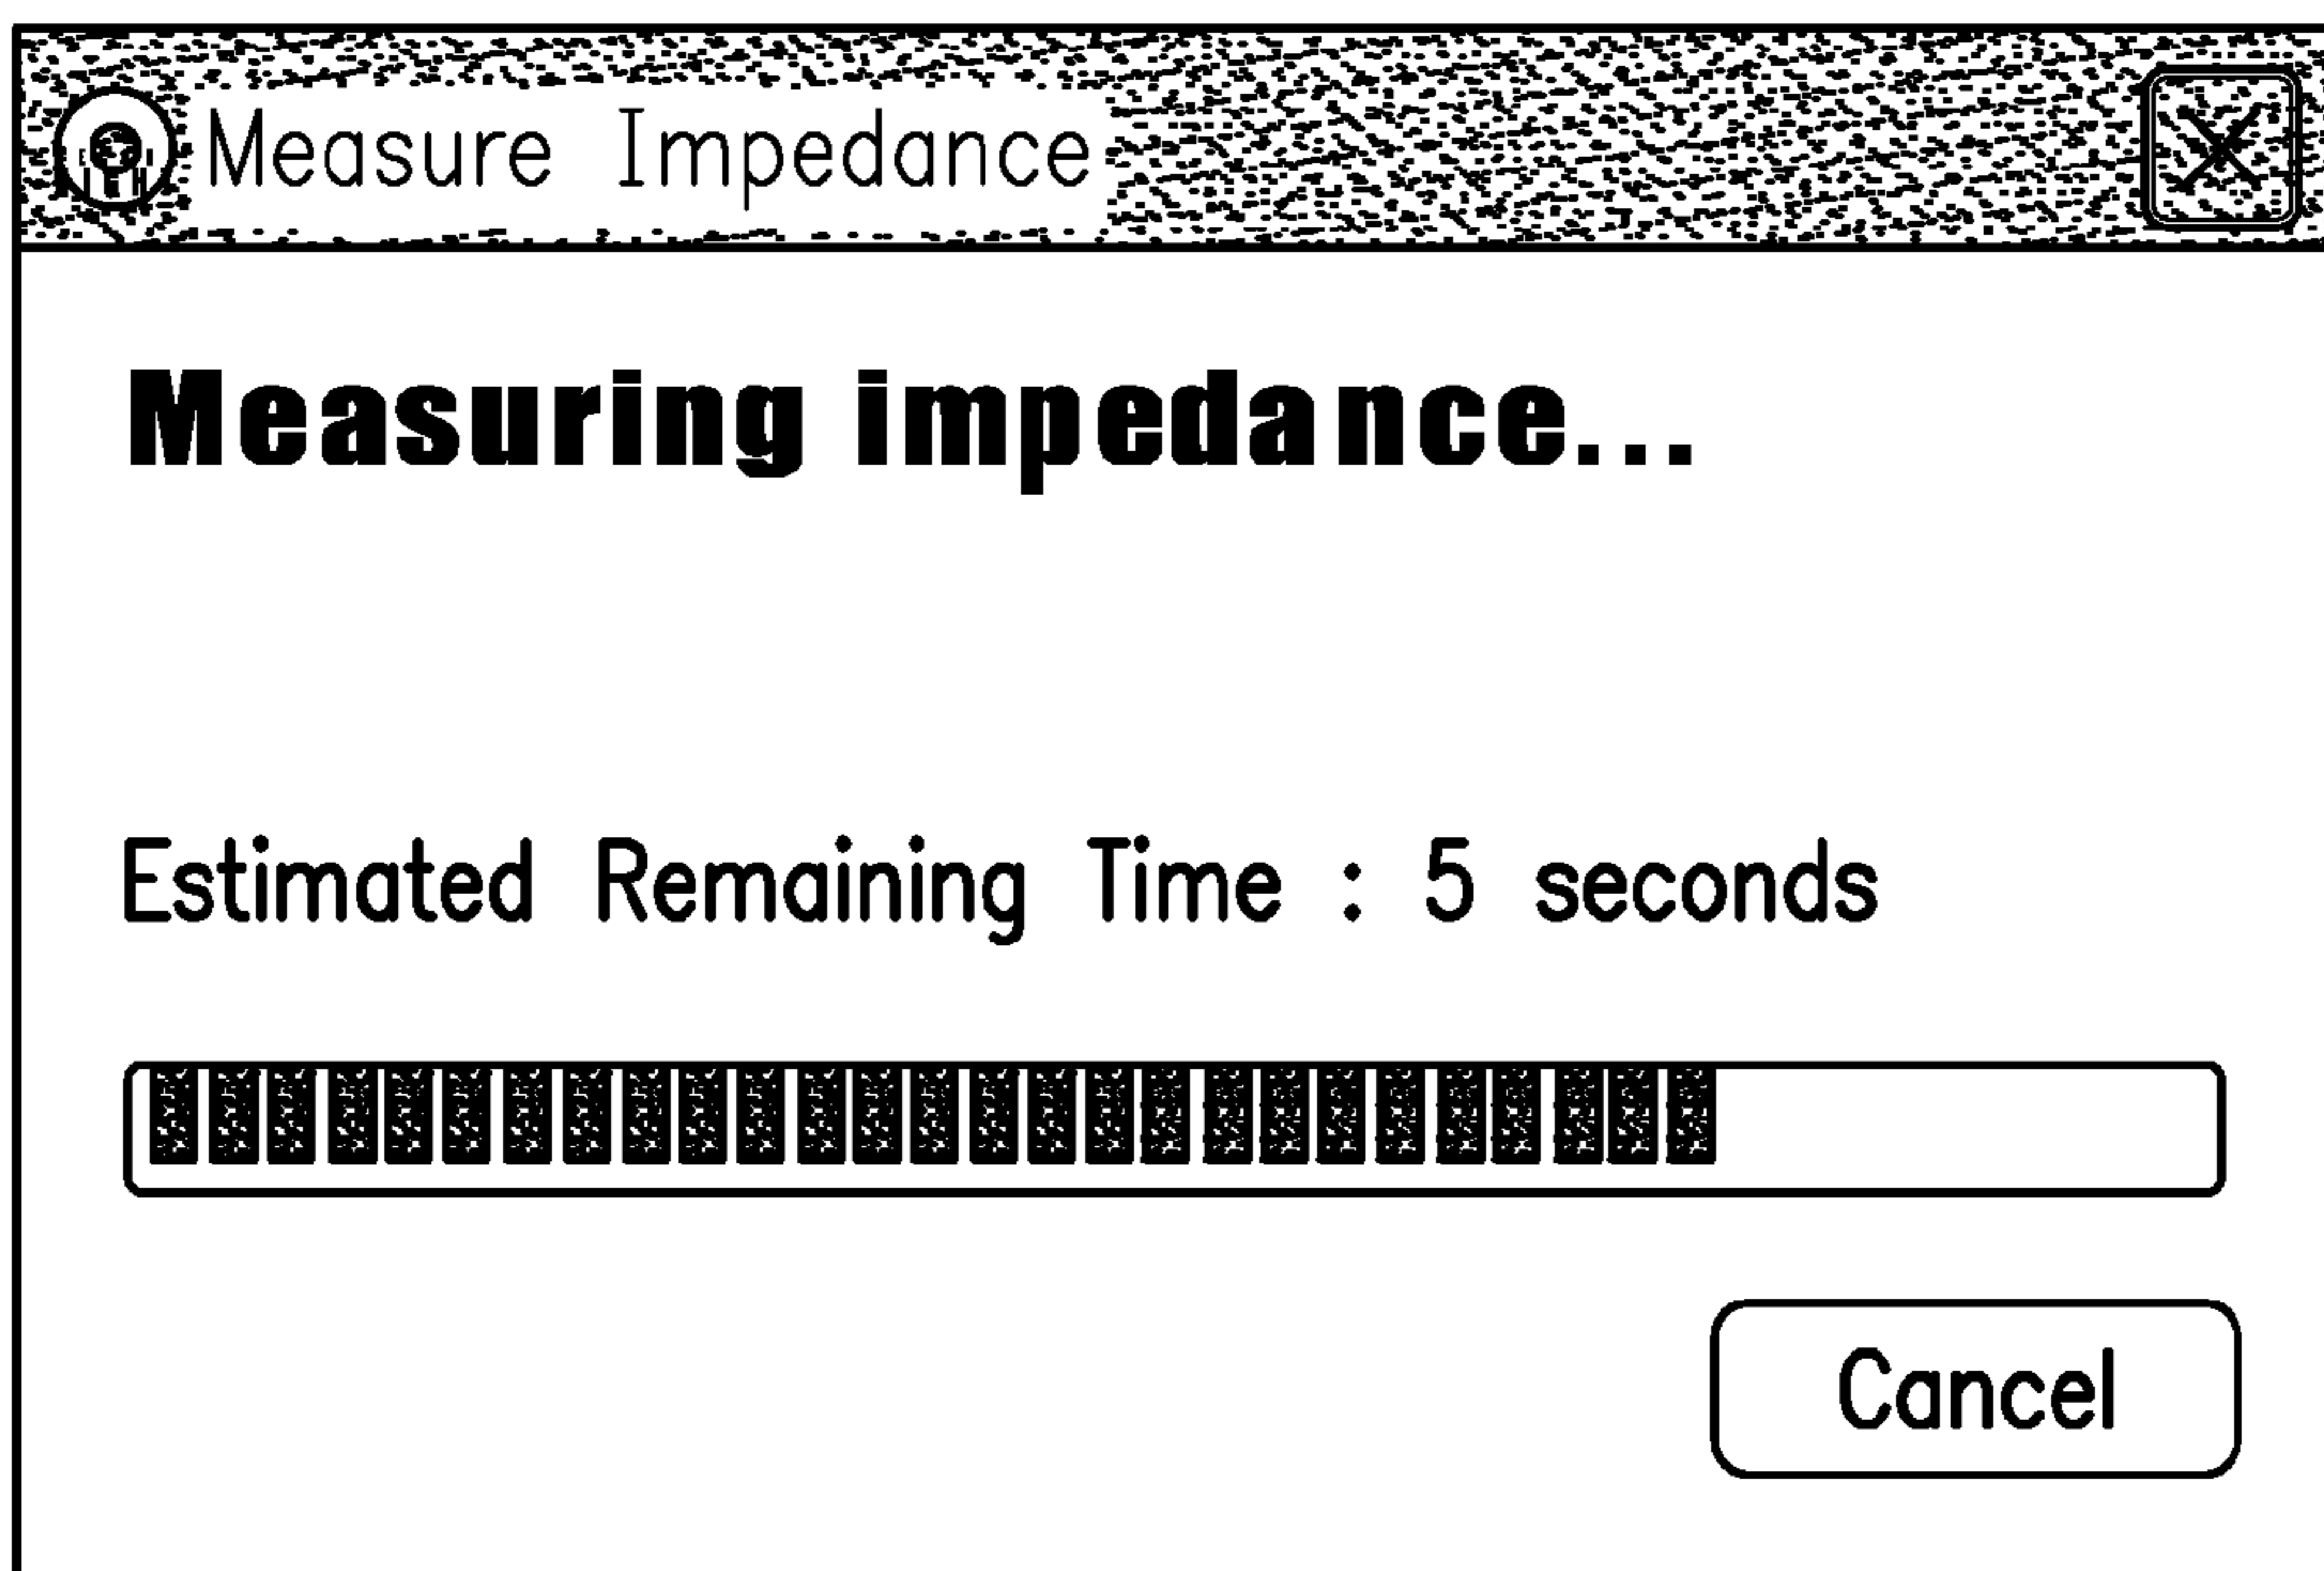 Measure Impedance
Measuring impedance...
Estimated Remaining Time : 5 seconds
Cancel